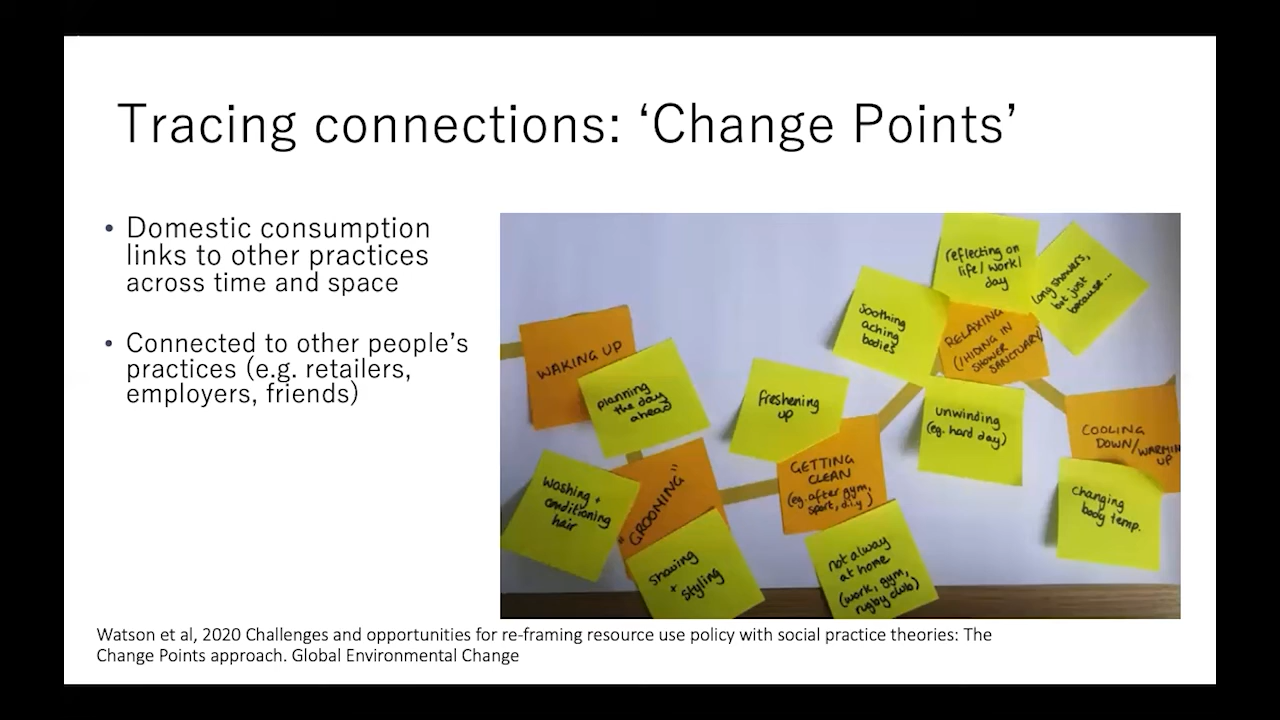 Tracing connections: ‘Change Points’
• Domestic consumption
links to other practices
across time and space
• Connected to other people’s
practices (e.g. retailers,
employers, friends)
WAKING UP
planning
the day
ahead
washing +
conditioning
hair
"GROOMING"
shaving
+ styling
freshening
up
GETTING
CLEAN
(eg. after gym,
sport, d.i.y)
not alway
at home
(work, gym,
rugby club)
soothing
aching
bodies
reflecting on
life/work/
day
long showers,
but just
because...
RELAXING
(/HIDING IN
SHOWER
SANCTUARY)
unwinding
(eg. hard day)
COOLING
DOWN/WARMIN
UP
changing
body temp.
Watson et al, 2020 Challenges and opportunities for re-framing resource use policy with social practice theories: The
Change Points approach. Global Environmental Change